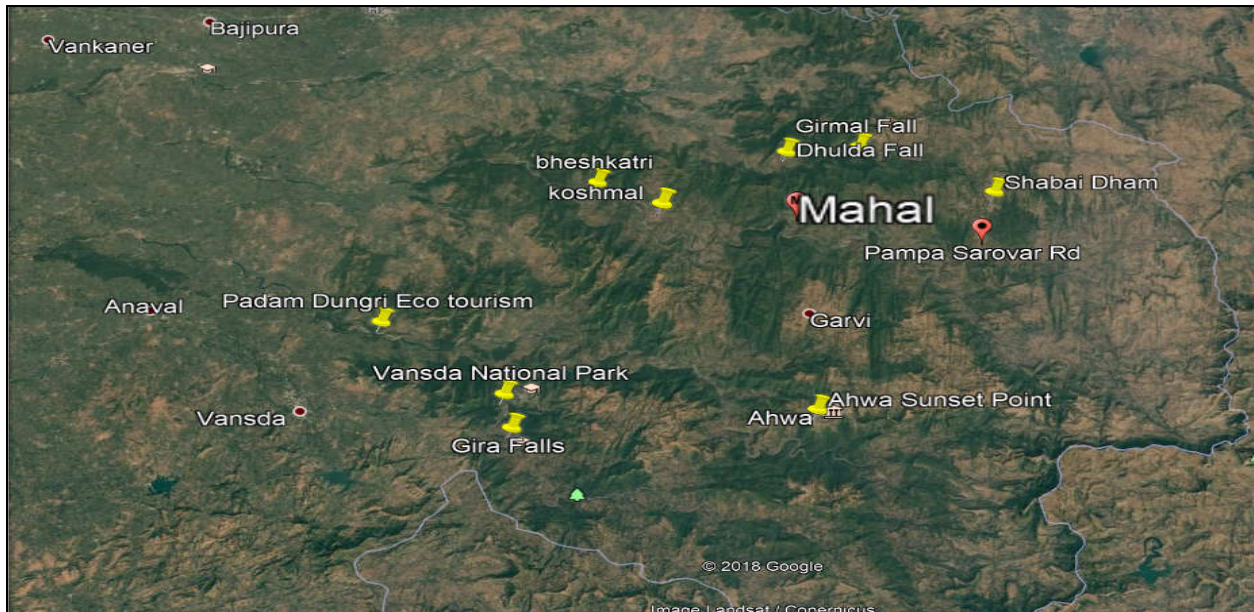 Bajipura
Vankaner
Girmal Fall
Dhulda Fall
bheshkatri
koshmal
Shabai Dham
Mahal
Pampa Sarovar Rd
Padam Dungri Eco tourism
Anaval
Garvi
Vansda National Park
Ahwa Sunset Point
Vansda
Ahwa
Gira Falls
© 2018 Google
Image Landsat / Copernicus